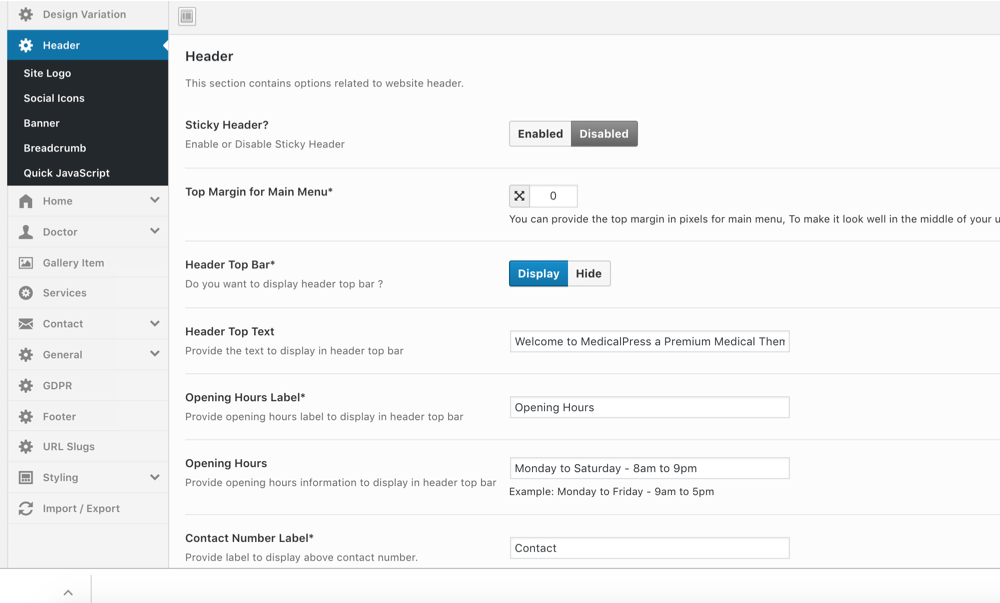 Design Variation
Header
Site Logo
Social Icons
Banner
Breadcrumb
Quick JavaScript
Home
Doctor
Gallery Item
Services
Contact
General
GDPR
Footer
URL Slugs
Styling
Import / Export
Header
This section contains options related to website header.
Sticky Header?
Enable or Disable Sticky Header
Enabled Disabled
Top Margin for Main Menu*
0
You can provide the top margin in pixels for main menu, To make it look well in the middle of your
Header Top Bar*
Do you want to display header top bar ?
Display Hide
Header Top Text
Provide the text to display in header top bar
Welcome to MedicalPress a Premium Medical
Opening Hours Label*
Provide opening hours label to display in header top bar
Opening Hours
Opening Hours
Provide opening hours information to display in header top bar
Monday to Saturday - 8am to 9pm
Example: Monday to Friday - 9am to 5pm
Contact Number Label*
Provide label to display above contact number.
Contact